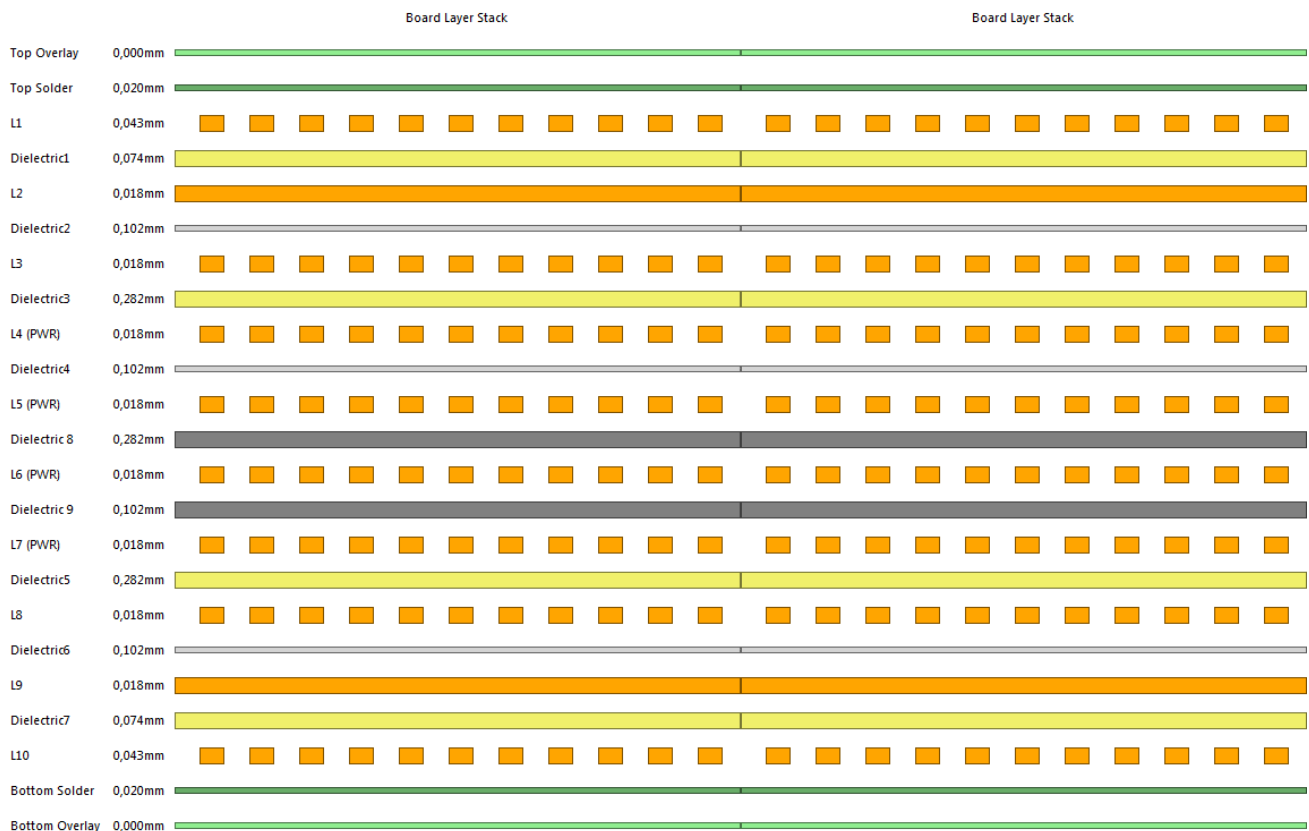 Board Layer Stack Board Layer Stack
Top Overlay 0,000mm
Top Solder 0,020mm
L1 0,043mm
Dielectric1 0,074mm
L2 0,018mm
Dielectric2 0,102mm
L3 0,018mm
Dielectric3 0,282mm
L4 (PWR) 0,018mm
Dielectric4 0,102mm
L5 (PWR) 0,018mm
Dielectric 8 0,282mm
L6 (PWR) 0,018mm
Dielectric 9 0,102mm
L7 (PWR) 0,018mm
Dielectric5 0,282mm
L8 0,018mm
Dielectric6 0,102mm
L9 0,018mm
Dielectric7 0,074mm
L10 0,043mm
Bottom Solder 0,020mm
Bottom Overlay 0,000mm